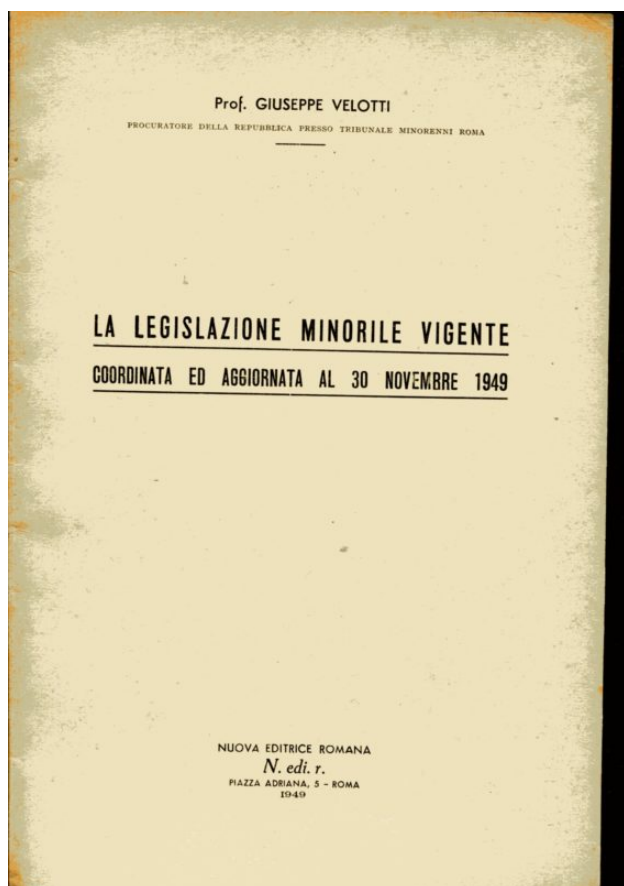 Prof. GIUSEPPE VELOTTI
PROCURATORE DELLA REPUBBLICA PRESSO TRIBUNALE MINORENNI ROMA
LA LEGISLAZIONE MINORILE VIGENTE
COORDINATA ED AGGIORNATA AL 30 NOVEMBRE 1949
NUOVA EDITRICE ROMANA
N. edi. r.
PIAZZA ADRIANA, 5 - ROMA
1949